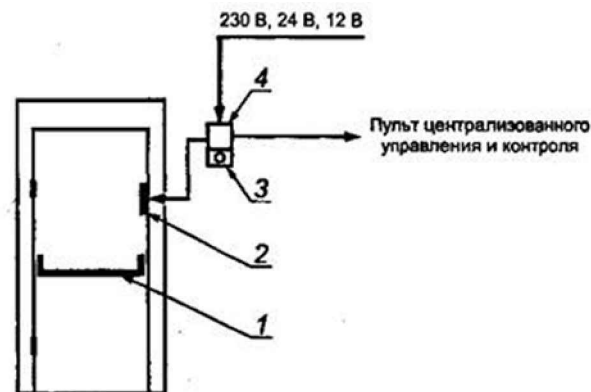 230 В, 24 В, 12 В
4
Пульт централизованного
управления и контроля
3
2
1